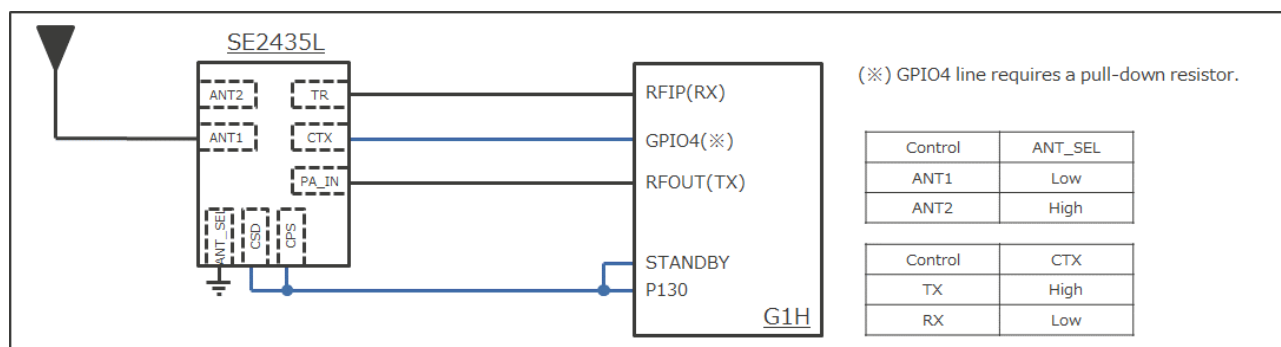 SE2435L
ANT2
TR
ANT1
CTX
PA_IN
ANT_SEL
CSD
CPS
RFIP(RX)
GPIO4(※)
RFOUT(TX)
STANDBY
P130
G1H
(※) GPIO4 line requires a pull-down resistor.
Control ANT_SEL
ANT1 Low
ANT2 High
Control CTX
TX High
RX Low